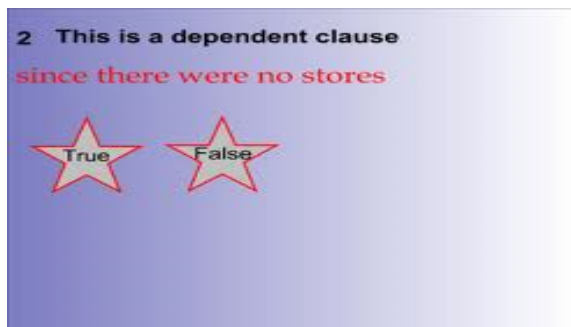 2 This is a dependent clause
since there were no stores
True False